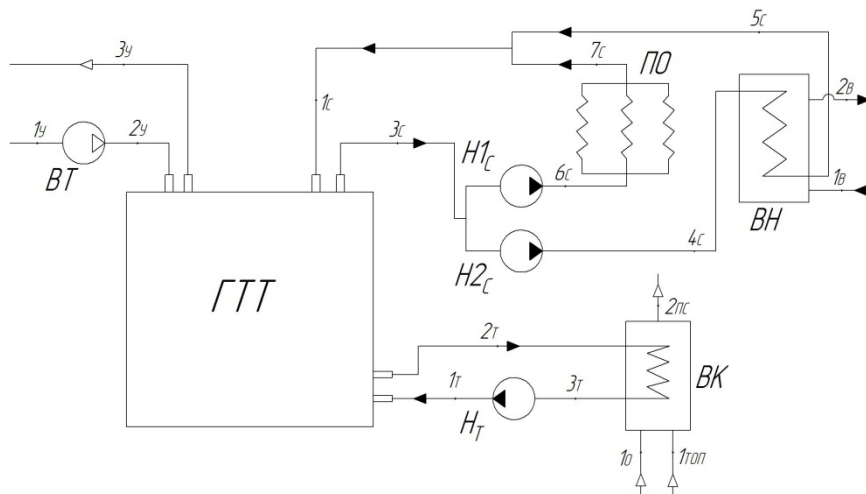 3у
5с
7с
ПО
2в
1у
2у
1с
3с
Н1с
ВТ
6с
1в
ВН
4с
Н2с
ГТТ
2пс
2т
ВК
1т
3т
Нт
1о
1топ